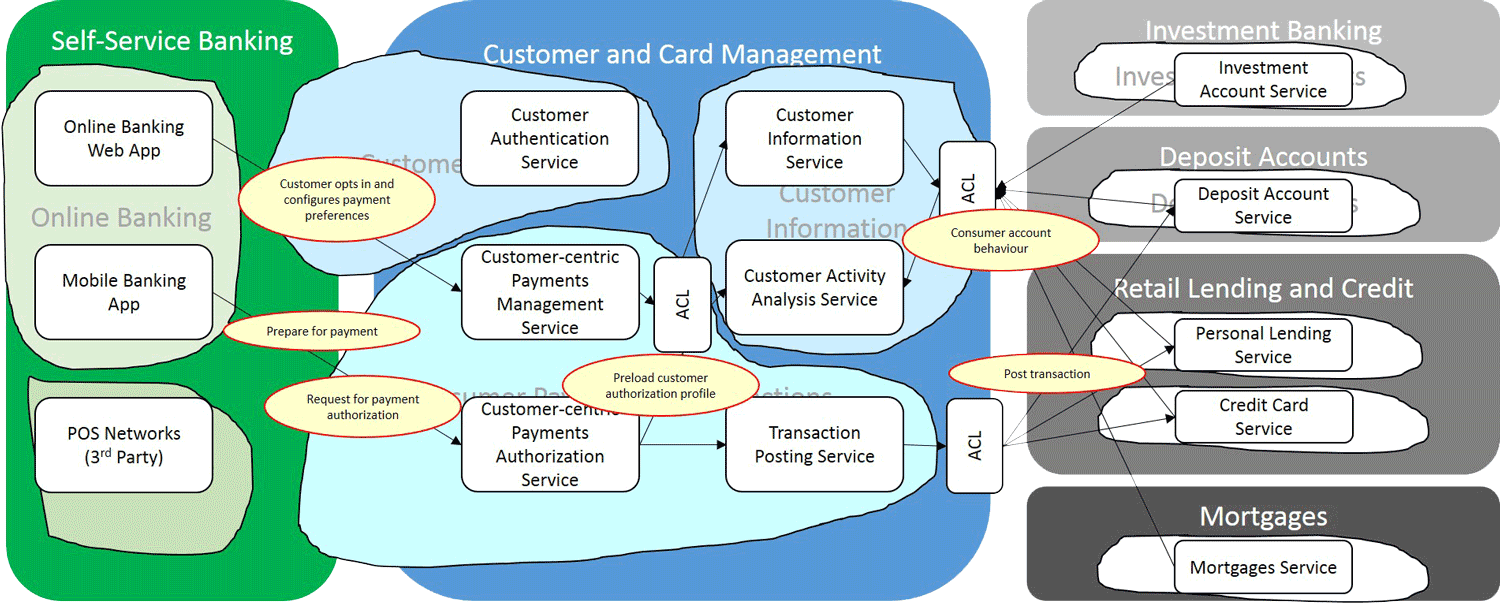 Self-Service Banking
Online Banking
Web App
Online Banking
Mobile Banking
App
POS Networks
(3rd Party)
Customer opts in and
configures payment
preferences
Prepare for payment
Request for payment
authorization
Customer and Card Management
Customer
Authentication
Service
Customer
Customer-centric
Payments
Management
Service
ACL
Preload customer
authorization profile
Customer-centric
Payments
Authorization
Service
Customer
Information
Service
Customer
Information
Customer Activity
Analysis Service
Transaction
Posting Service
ACL
Consumer account
behaviour
Post transaction
ACL
Investment Banking
Investment
Account Service
Deposit Accounts
Deposit Account
Service
Retail Lending and Credit
Personal Lending
Service
Credit Card
Service
Mortgages
Mortgages Service